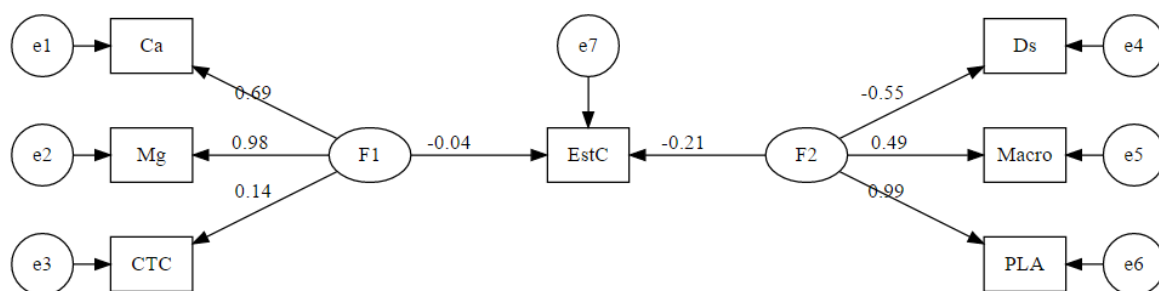 e1 Ca e7 Ds e4
0.69 -0.55
e2 Mg 0.98 F1 -0.04 EstC -0.21 F2 0.49 Macro e5
0.14 0.99
e3 CTC PLA e6